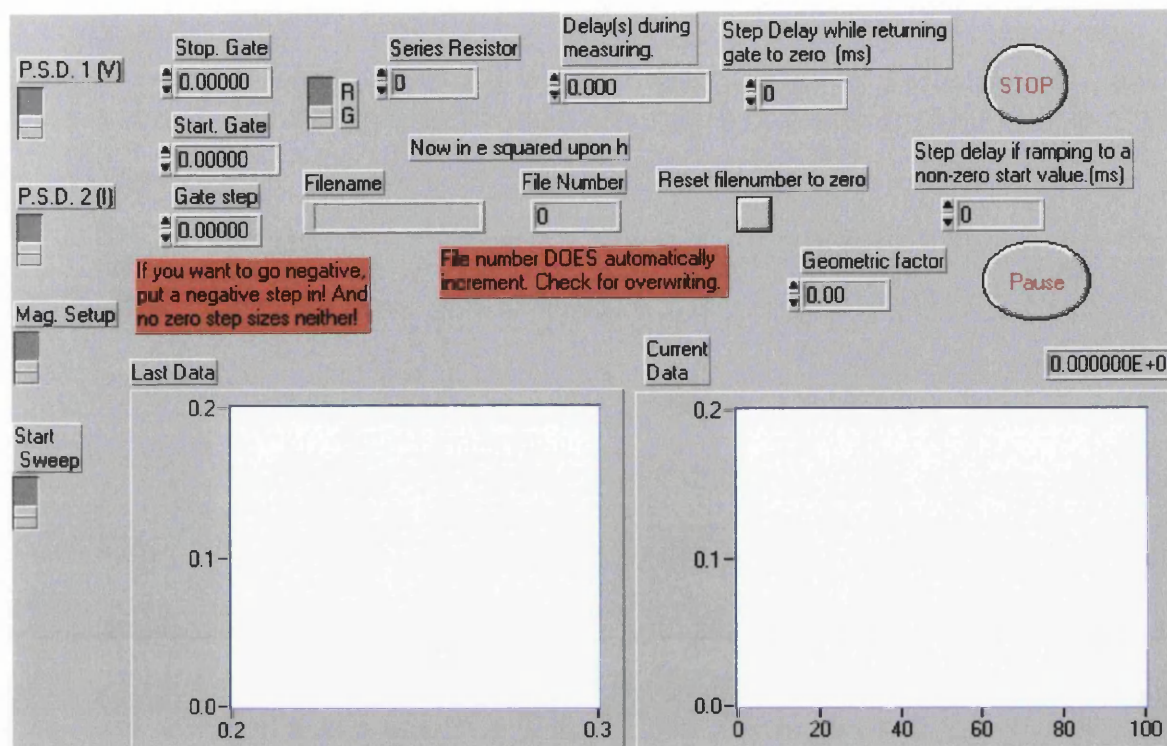 P.S.D. 1 (V)
Stop. Gate
0.00000
Start. Gate
0.00000
R
G
Series Resistor
0
Delay(s) during
measuring.
0.000
Step Delay while returning
gate to zero (ms)
0
STOP
Now in e squared upon h
Step delay if ramping to a
non-zero start value.(ms)
0
P.S.D. 2 (I)
Gate step
0.00000
Filename
File Number
0
Reset filenumber to zero
If you want to go negative,
put a negative step in! And
no zero step sizes neither!
File number DOES automatically
increment. Check for overwriting.
Geometric factor
0.00
Pause
Mag. Setup
Last Data
Current
Data
0.000000E+0
Start
Sweep
0.2
0.1
0.0
0.2
0.3
0.2
0.1
0.0
0
20
40
60
80
100